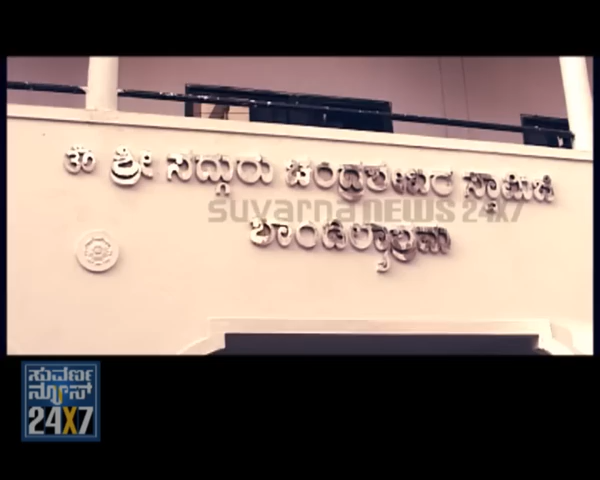 ಓಂ ಶ್ರೀ ಸದ್ಗುರು ಚಂದ್ರಶೇಖರ ಸ್ವಾಮಿಜಿ
suvarna NEWS 24X7
ಶಾಂಡಿಲ್ಯಾಶ್ರಮ
ಸುವರ್ಣ
ನ್ಯೂಸ್
24X7